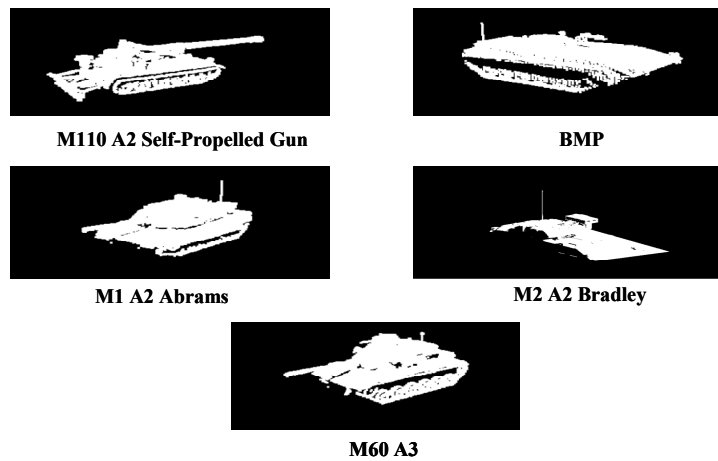 M110 A2 Self-Propelled Gun
BMP
M1 A2 Abrams
M2 A2 Bradley
M60 A3